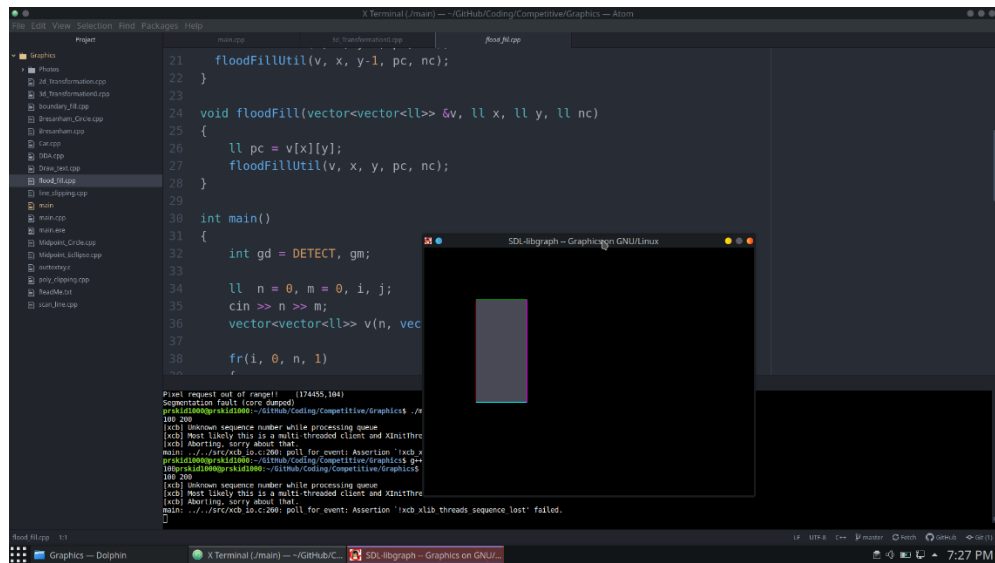 X Terminal (./main) — ~/GitHub/Coding/Competitive/Graphics — Atom
File Edit View Selection Find Packages Help
Project
main.cpp
3d_Transformation0.cpp
flood_fill.cpp
Graphics
Photos
2d_Transformation.cpp
3d_Transformation0.cpp
Boundary_fill.cpp
Bresanham_Circle.cpp
Bresanham.cpp
Car.cpp
DDA.cpp
Draw_text.cpp
flood_fill.cpp
line_clipping.cpp
main
main.cpp
main.exe
Midpoint_Circle.cpp
Midpoint_Ellipse.cpp
outtextxy.c
poly_clipping.cpp
ReadMe.txt
scan_line.cpp
21 floodFillUtil(v, x, y-1, pc, nc);
22 }
23
24 void floodFill(vector<vector<ll>> &v, ll x, ll y, ll nc)
25 {
26 ll pc = v[x][y];
27 floodFillUtil(v, x, y, pc, nc);
28 }
29
30 int main()
31 {
32 int gd = DETECT, gm;
33
34 ll n = 0, m = 0, i, j;
35 cin >> n >> m;
36 vector<vector<ll>> v(n, vec
37
38 fr(i, 0, n, 1)
SDL-libgraph -- Graphics on GNU/Linux
Pixel request out of range!! (174455,104)
Segmentation fault (core dumped)
prskid1000@prskid1000:~/GitHub/Coding/Competitive/Graphics$ ./m
100 200
[xcb] Unknown sequence number while processing queue
[xcb] Most likely this is a multi-threaded client and XInitThre
[xcb] Aborting, sorry about that.
main: ../../src/xcb_io.c:260: poll_for_event: Assertion `!xcb_x
prskid1000@prskid1000:~/GitHub/Coding/Competitive/Graphics$ g++
100prskid1000@prskid1000:~/GitHub/Coding/Competitive/Graphics$
100 200
[xcb] Unknown sequence number while processing queue
[xcb] Most likely this is a multi-threaded client and XInitThre
[xcb] Aborting, sorry about that.
main: ../../src/xcb_io.c:260: poll_for_event: Assertion `!xcb_xlib_threads_sequence_lost' failed.
flood_fill.cpp 1:1
LF UTF-8 C++ master Fetch GitHub Git (1)
Graphics — Dolphin
X Terminal (./main) — ~/GitHub/C...
SDL-libgraph -- Graphics on GNU/...
7:27 PM